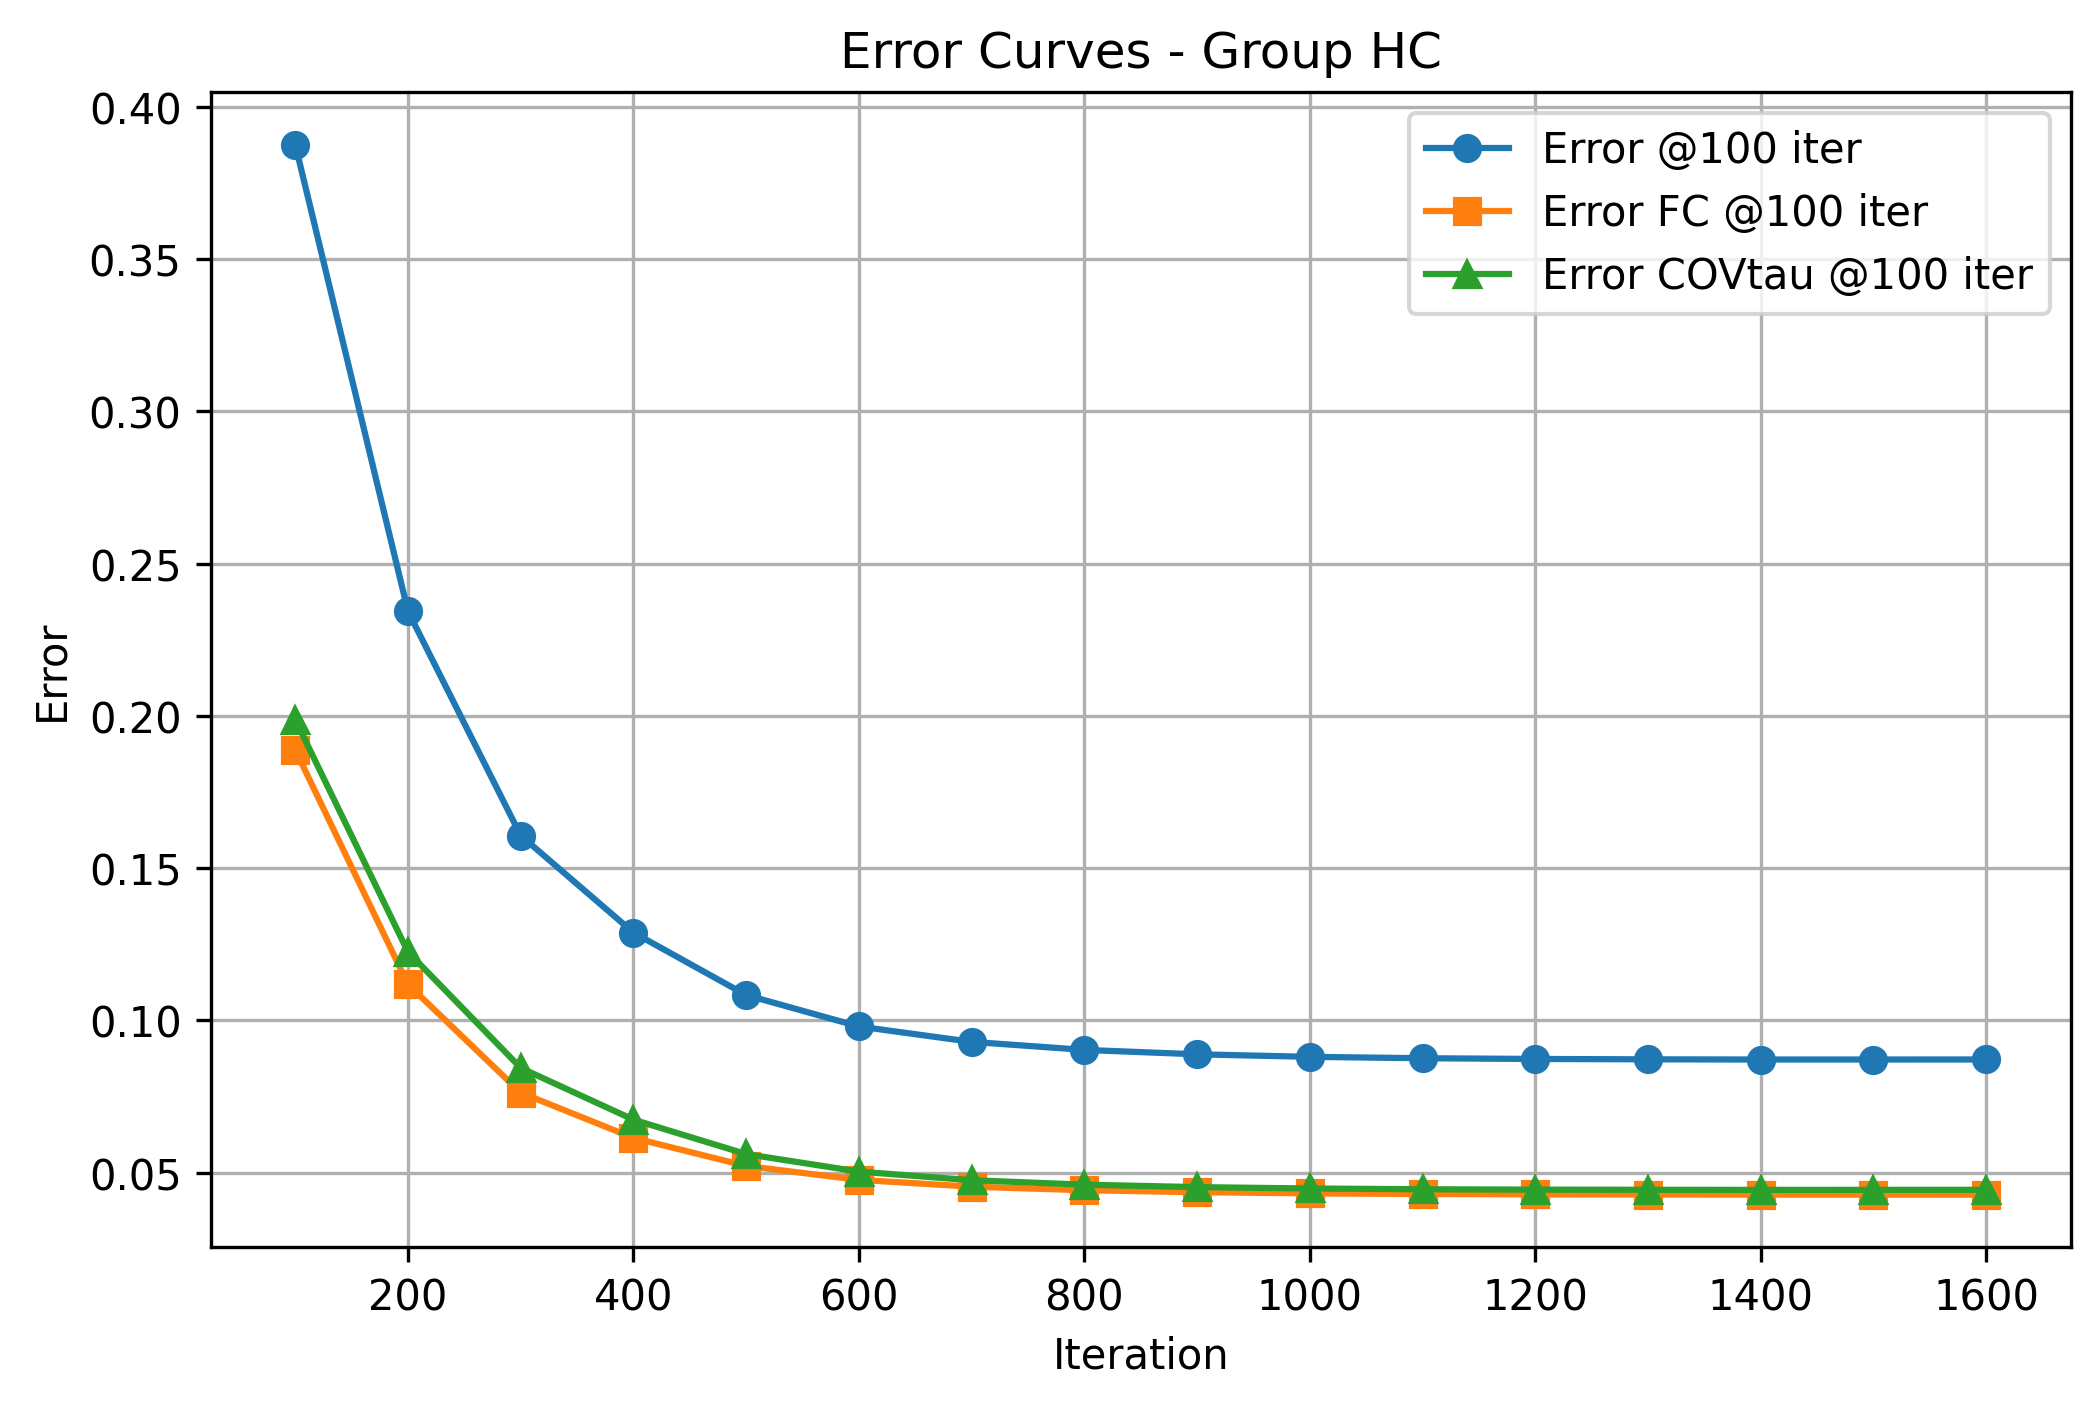 Error Curves - Group HC
0.40
0.35
0.30
0.25
0.20
0.15
0.10
0.05
Error
Error @100 iter
Error FC @100 iter
Error COVtau @100 iter
200 400 600 800 1000 1200 1400 1600
Iteration